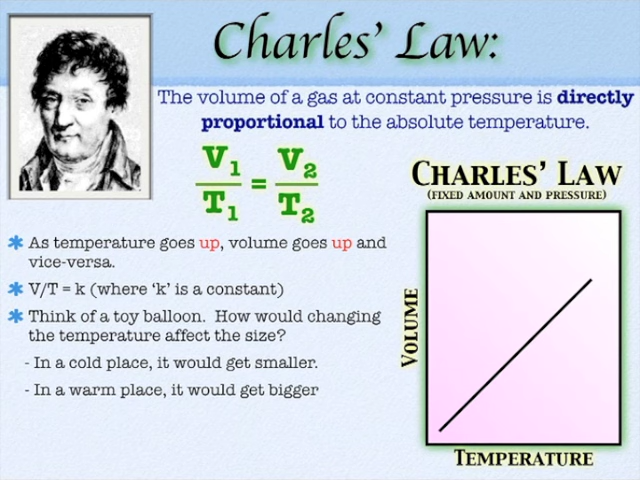 Charles' Law:
The volume of a gas at constant pressure is directly
proportional to the absolute temperature.
V1/T1 = V2/T2
As temperature goes up, volume goes up and
vice-versa.
V/T = k (where ‘k’ is a constant)
Think of a toy balloon. How would changing
the temperature affect the size?
- In a cold place, it would get smaller.
- In a warm place, it would get bigger
CHARLES' LAW
(FIXED AMOUNT AND PRESSURE)
VOLUME
TEMPERATURE